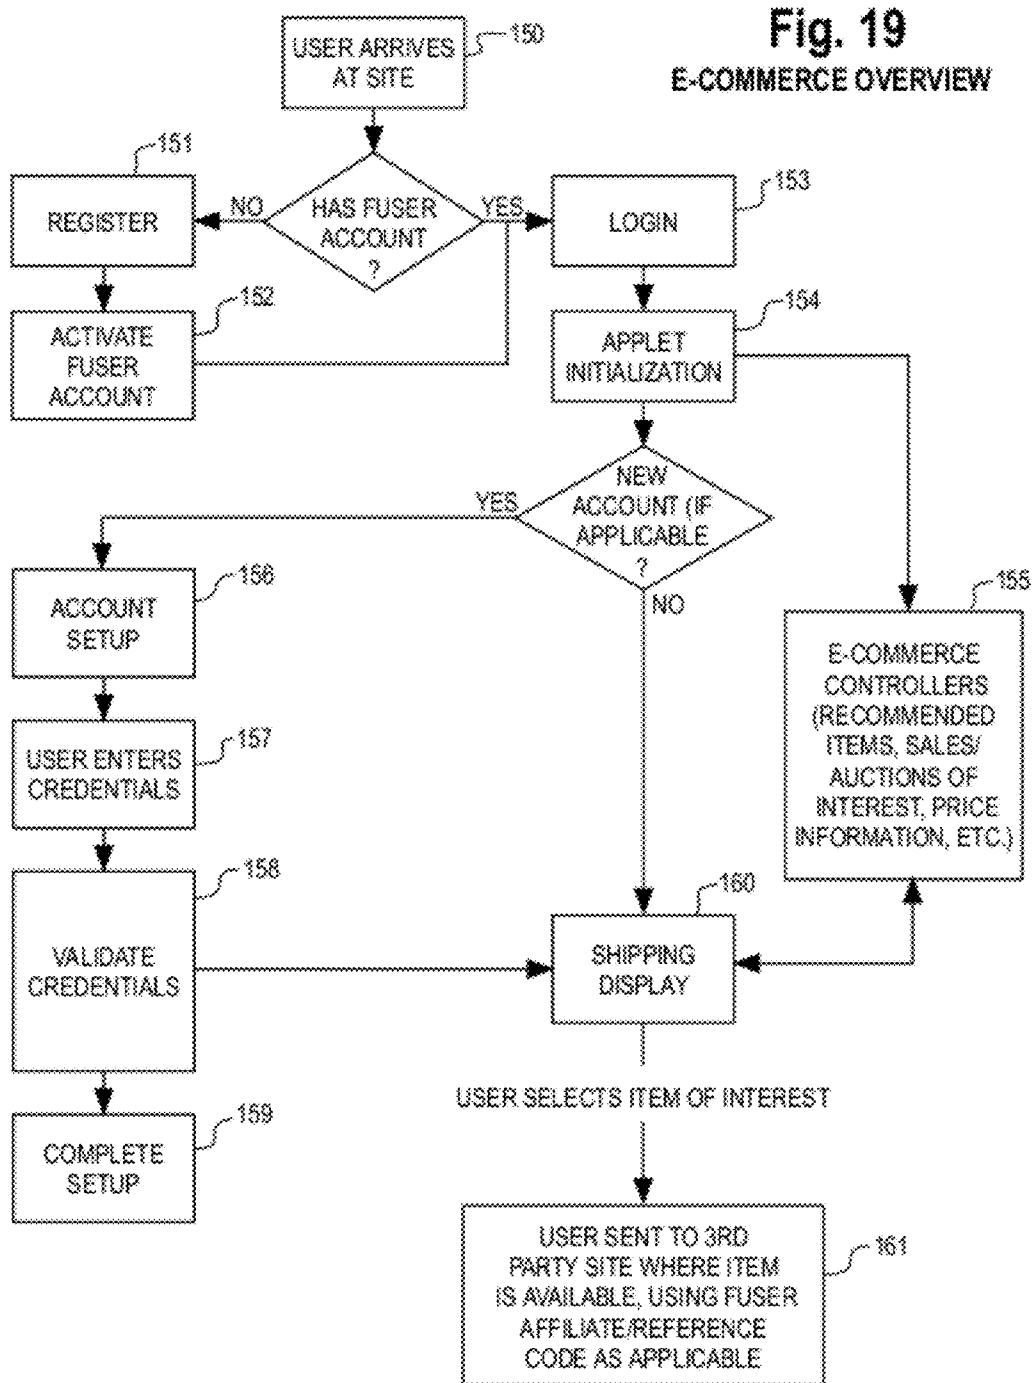 Fig. 19
E-COMMERCE OVERVIEW
USER ARRIVES
AT SITE
150
HAS FUSER
ACCOUNT
?
NO
YES
151
REGISTER
152
ACTIVATE
FUSER
ACCOUNT
153
LOGIN
154
APPLET
INITIALIZATION
NEW
ACCOUNT (IF
APPLICABLE
?
YES
NO
155
E-COMMERCE
CONTROLLERS
(RECOMMENDED
ITEMS, SALES/
AUCTIONS OF
INTEREST, PRICE
INFORMATION, ETC.)
156
ACCOUNT
SETUP
157
USER ENTERS
CREDENTIALS
158
VALIDATE
CREDENTIALS
159
COMPLETE
SETUP
160
SHIPPING
DISPLAY
USER SELECTS ITEM OF INTEREST
161
USER SENT TO 3RD
PARTY SITE WHERE ITEM
IS AVAILABLE, USING FUSER
AFFILIATE/REFERENCE
CODE AS APPLICABLE